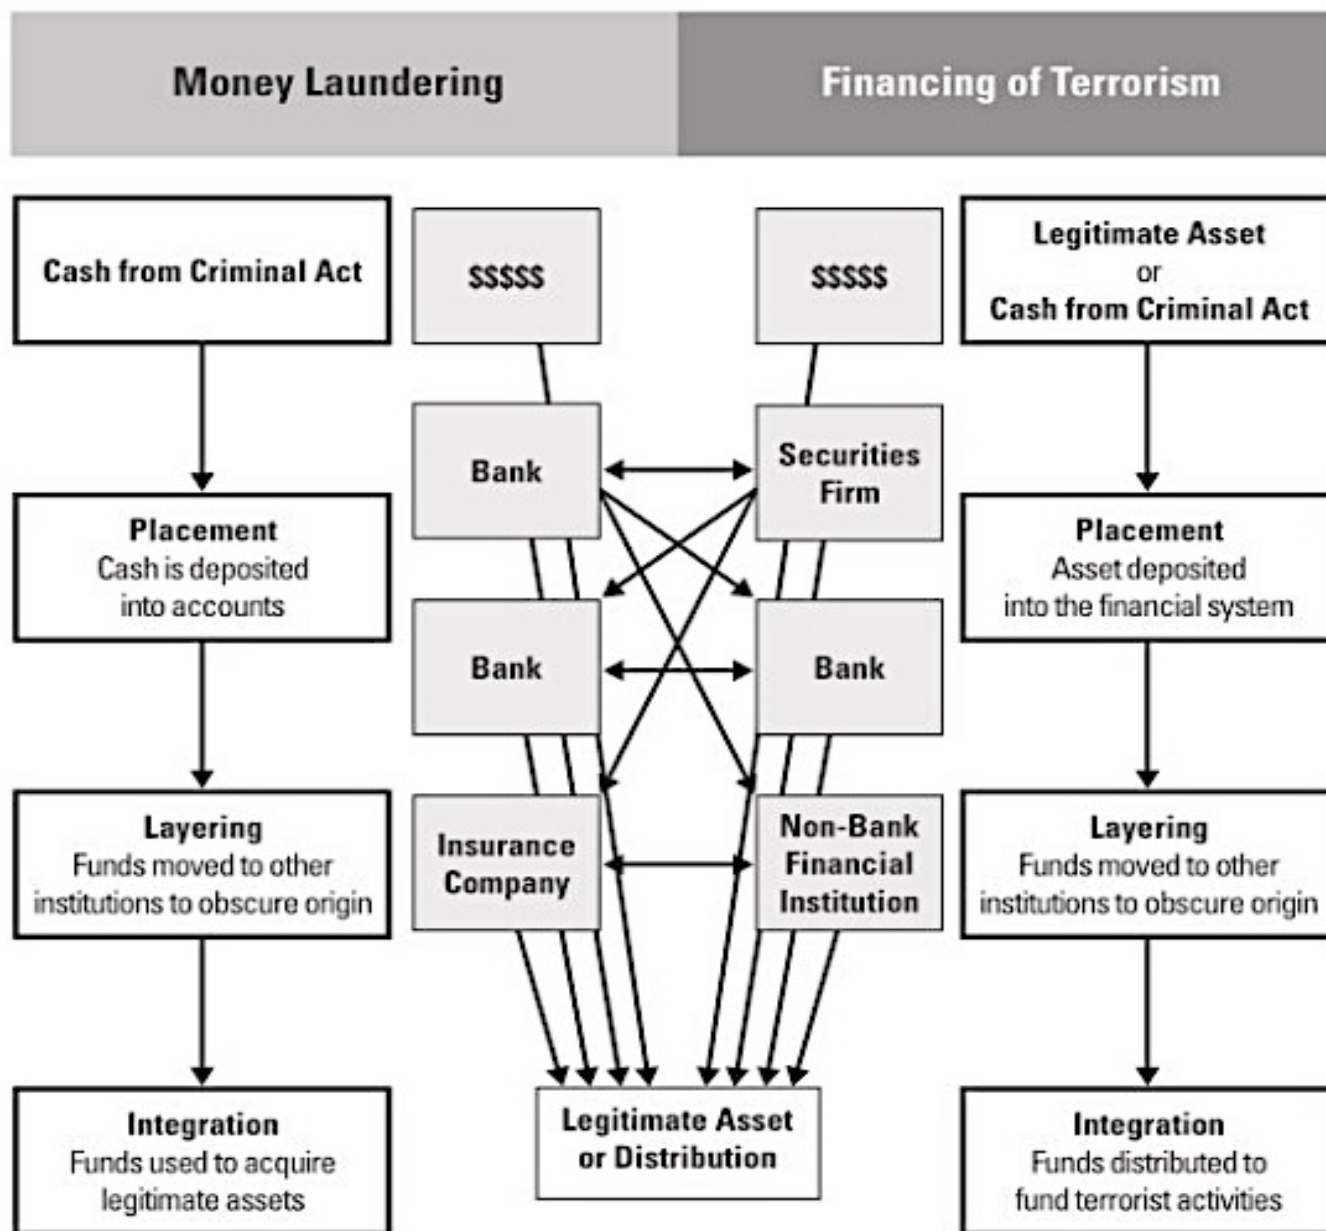 Money Laundering
Financing of Terrorism
Cash from Criminal Act
$$$$$
$$$$$
Legitimate Asset
or
Cash from Criminal Act
Bank
Securities
Firm
Placement
Cash is deposited
into accounts
Placement
Asset deposited
into the financial system
Bank
Bank
Layering
Funds moved to other
institutions to obscure origin
Insurance
Company
Non-Bank
Financial
Institution
Layering
Funds moved to other
institutions to obscure origin
Integration
Funds used to acquire
legitimate assets
Legitimate Asset
or Distribution
Integration
Funds distributed to
fund terrorist activities